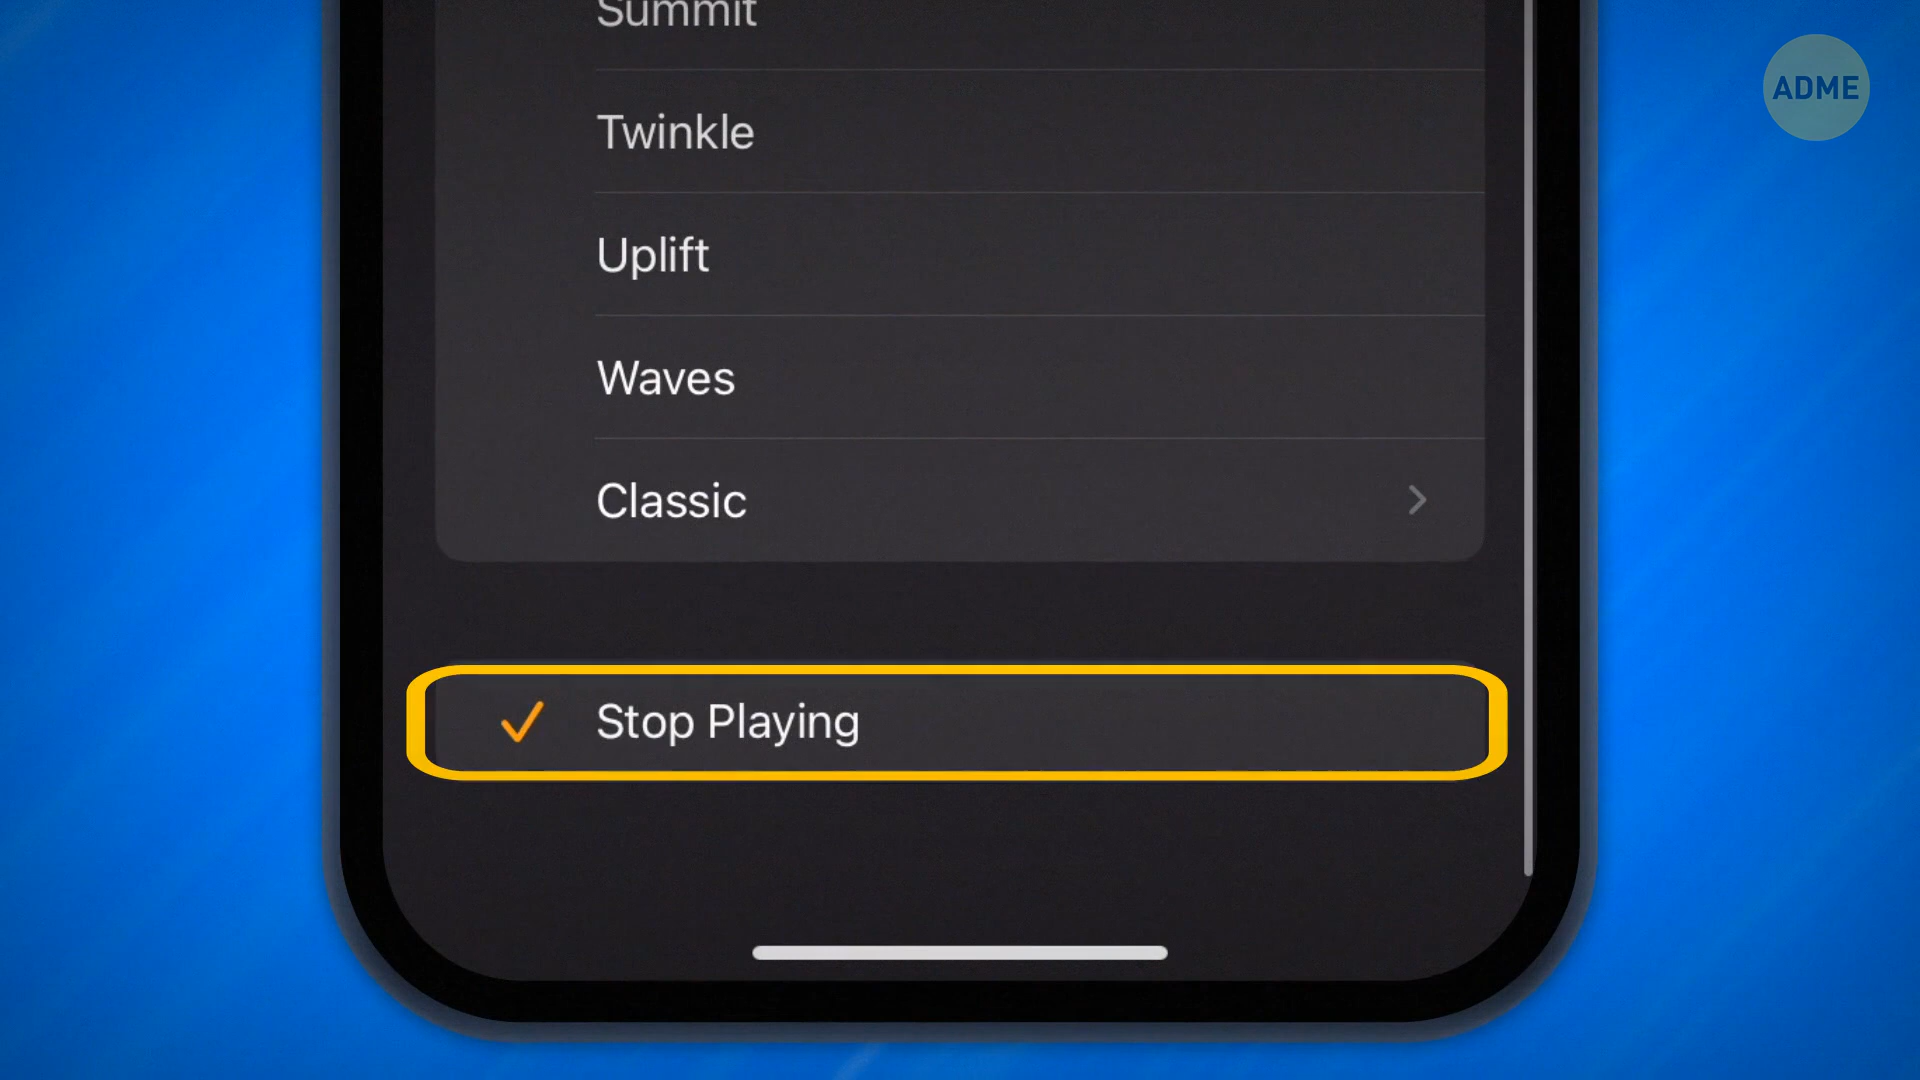 Summit
ADME
Twinkle
Uplift
Waves
Classic
Stop Playing